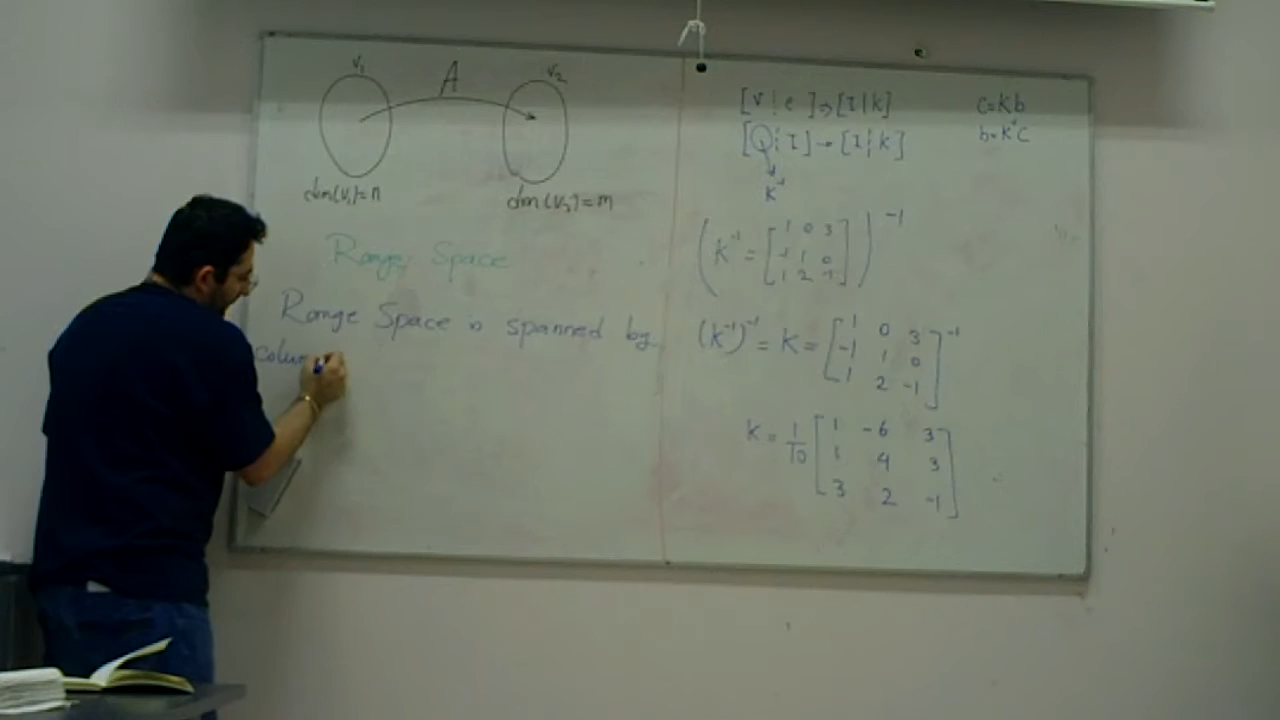 V₁ A V₂
dim(V₁)=n dim(V₂)=m
Range Space
Range Space is spanned by
colum
[V ¦ e ] → [I | k]
[Q ¦ I] → [I ¦ k]
k⁻¹
c=Kb
b=K⁻¹c
(K⁻¹ = [ 1 0 3
-1 1 0
1 2 -1 ] )⁻¹
(K⁻¹)⁻¹ = K = [ 1 0 3
-1 1 0
1 2 -1 ]⁻¹
K = 1/10 [ 1 -6 3
1 4 3
3 2 -1 ]